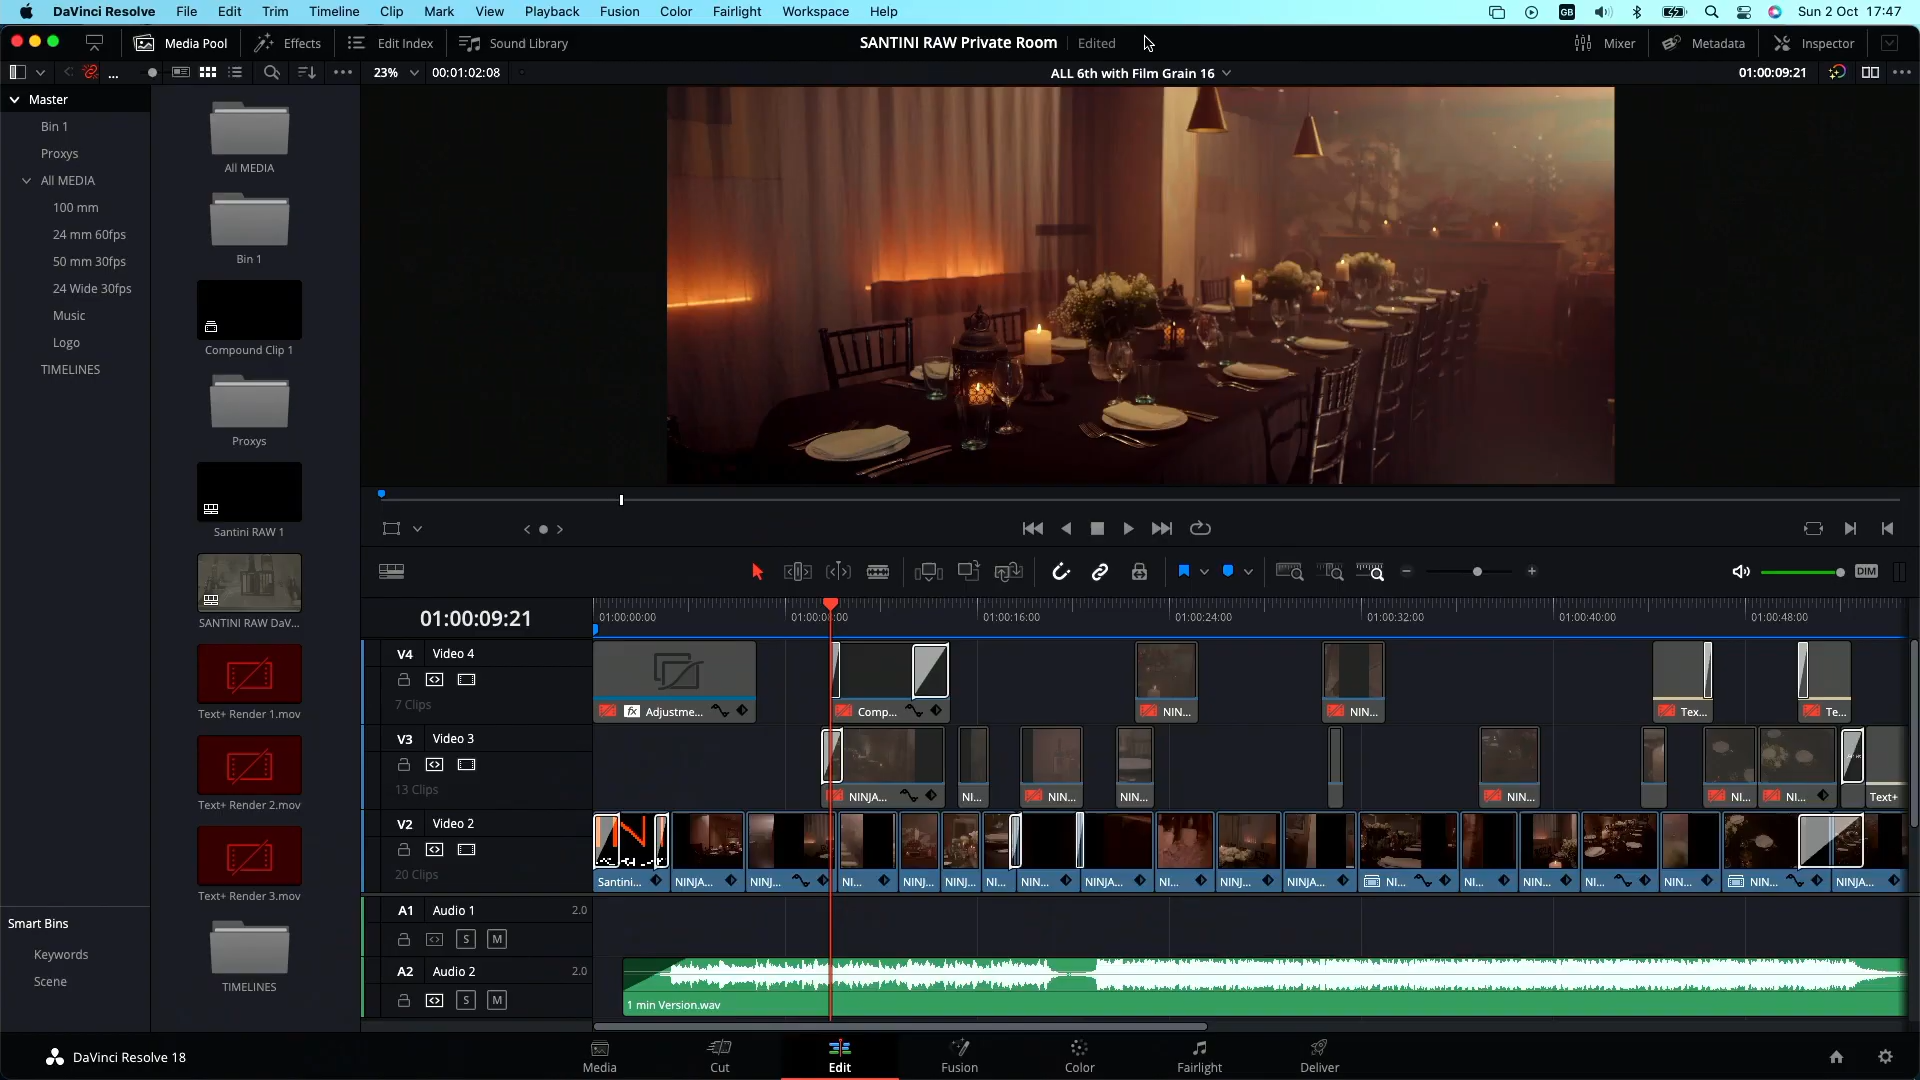 DaVinci Resolve File Edit Trim Timeline Clip Mark View Playback Fusion Color Fairlight Workspace Help GB Sun 2 Oct 17:47
Media Pool Effects Edit Index Sound Library SANTINI RAW Private Room Edited Mixer Metadata Inspector
... 23% 00:01:02:08 ALL 6th with Film Grain 16 01:00:09:21
Master
Bin 1
Proxys
All MEDIA
100 mm
24 mm 60fps
50 mm 30fps
24 Wide 30fps
Music
Logo
TIMELINES
Smart Bins
Keywords
Scene
All MEDIA
Bin 1
Compound Clip 1
Proxys
Santini RAW 1
SANTINI RAW DaV...
Text+ Render 1.mov
Text+ Render 2.mov
Text+ Render 3.mov
TIMELINES
DIM
01:00:09:21 01:00:00:00 01:00:08:00 01:00:16:00 01:00:24:00 01:00:32:00 01:00:40:00 01:00:48:00
V4 Video 4
7 Clips
fx Adjustme... Comp... NIN... NIN... Tex... Te...
V3 Video 3
13 Clips
NINJA... NI... NIN... NIN... NIN... NI... NI... Text+
V2 Video 2
20 Clips
Santini... NINJA... NINJ... NI... NINJ... NINJ... NI... NIN... NINJA... NI... NINJ... NINJA... NI... NI... NIN... NI... NIN... NIN... NINJA...
A1 Audio 1 2.0
S M
A2 Audio 2 2.0
S M
1 min Version.wav
DaVinci Resolve 18 Media Cut Edit Fusion Color Fairlight Deliver